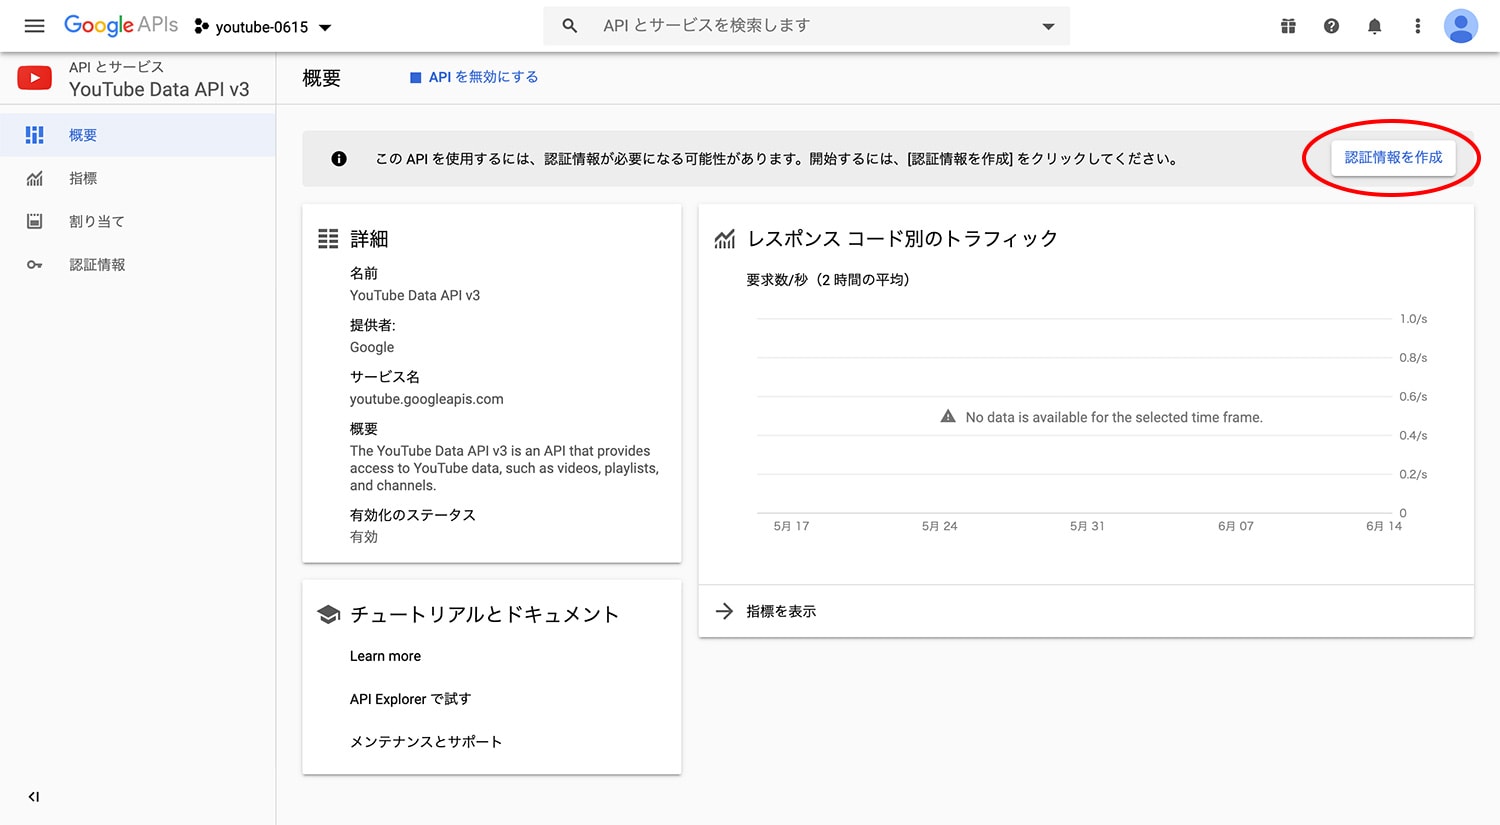 Google APIs
youtube-0615
API とサービスを検索します
API とサービス
YouTube Data API v3
概要
指標
割り当て
認証情報
概要
API を無効にする
この API を使用するには、認証情報が必要になる可能性があります。開始するには、[認証情報を作成] をクリックしてください。
認証情報を作成
詳細
名前
YouTube Data API v3
提供者:
Google
サービス名
youtube.googleapis.com
概要
The YouTube Data API v3 is an API that provides
access to YouTube data, such as videos, playlists,
and channels.
有効化のステータス
有効
チュートリアルとドキュメント
Learn more
API Explorer で試す
メンテナンスとサポート
レスポンス コード別のトラフィック
要求数/秒（2 時間の平均）
1.0/s
0.8/s
0.6/s
No data is available for the selected time frame.
0.4/s
0.2/s
0
5月 17
5月 24
5月 31
6月 07
6月 14
指標を表示